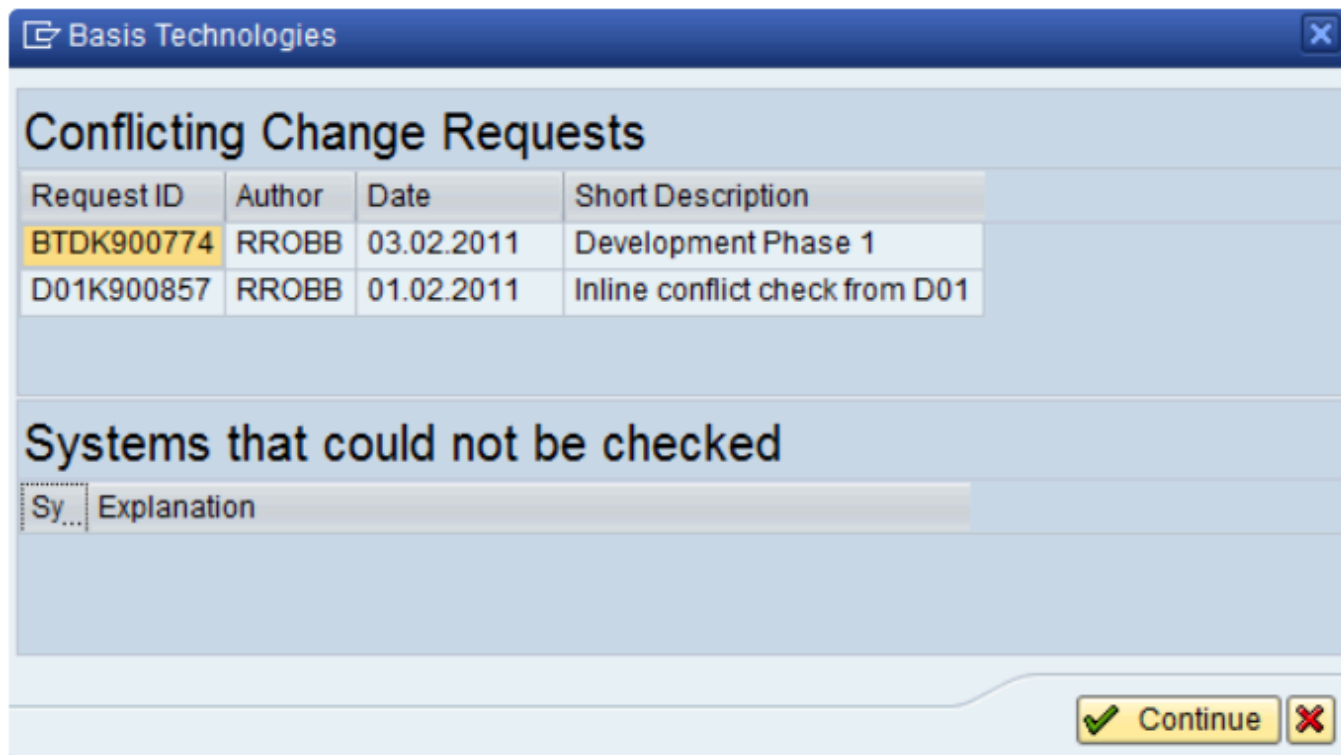 Basis Technologies
Conflicting Change Requests
Request ID Author Date Short Description
BTDK900774 RROBB 03.02.2011 Development Phase 1
D01K900857 RROBB 01.02.2011 Inline conflict check from D01
Systems that could not be checked
Sy... Explanation
Continue